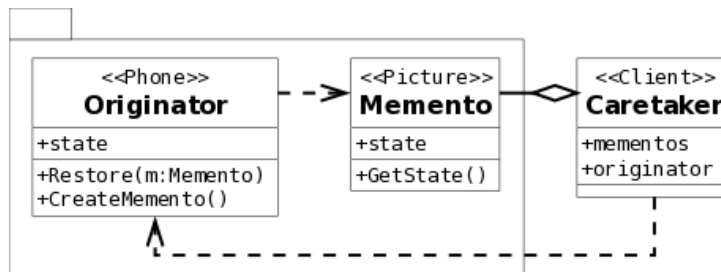 <<Phone>>
Originator
+state
+Restore(m:Memento)
+CreateMemento()
<<Picture>>
Memento
+state
+GetState()
<<Client>>
Caretaker
+mementos
+originator